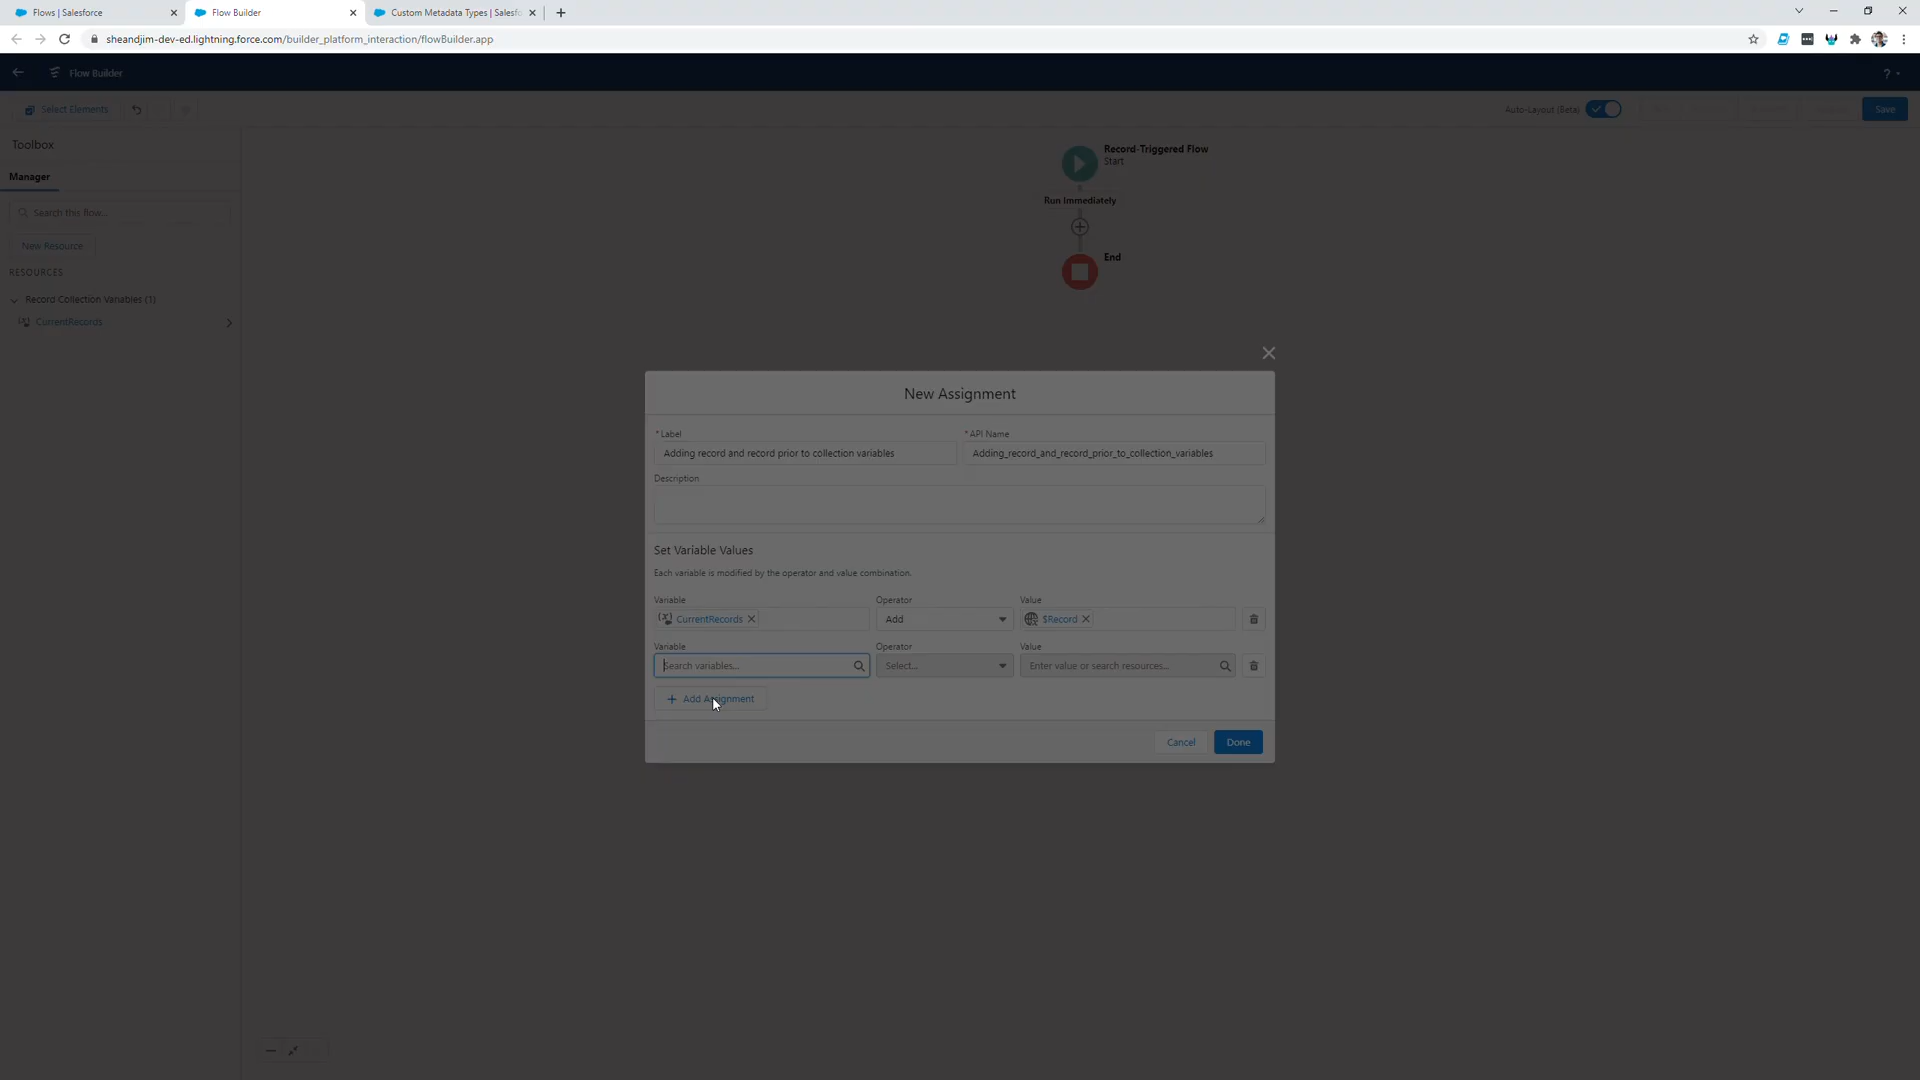 Flows | Salesforce
Flow Builder
Custom Metadata Types | Salesfo
sheandjim-dev-ed.lightning.force.com/builder_platform_interaction/flowBuilder.app
Flow Builder
?
Select Elements
Auto-Layout (Beta)
Save
Toolbox
Manager
Search this flow...
New Resource
RESOURCES
Record Collection Variables (1)
CurrentRecords
Record-Triggered Flow
Start
Run Immediately
End
New Assignment
* Label
* API Name
Adding record and record prior to collection variables
Adding_record_and_record_prior_to_collection_variables
Description
Set Variable Values
Each variable is modified by the operator and value combination.
Variable
Operator
Value
CurrentRecords
Add
$Record
Variable
Operator
Value
Search variables...
Select...
Enter value or search resources...
+ Add Assignment
Cancel
Done